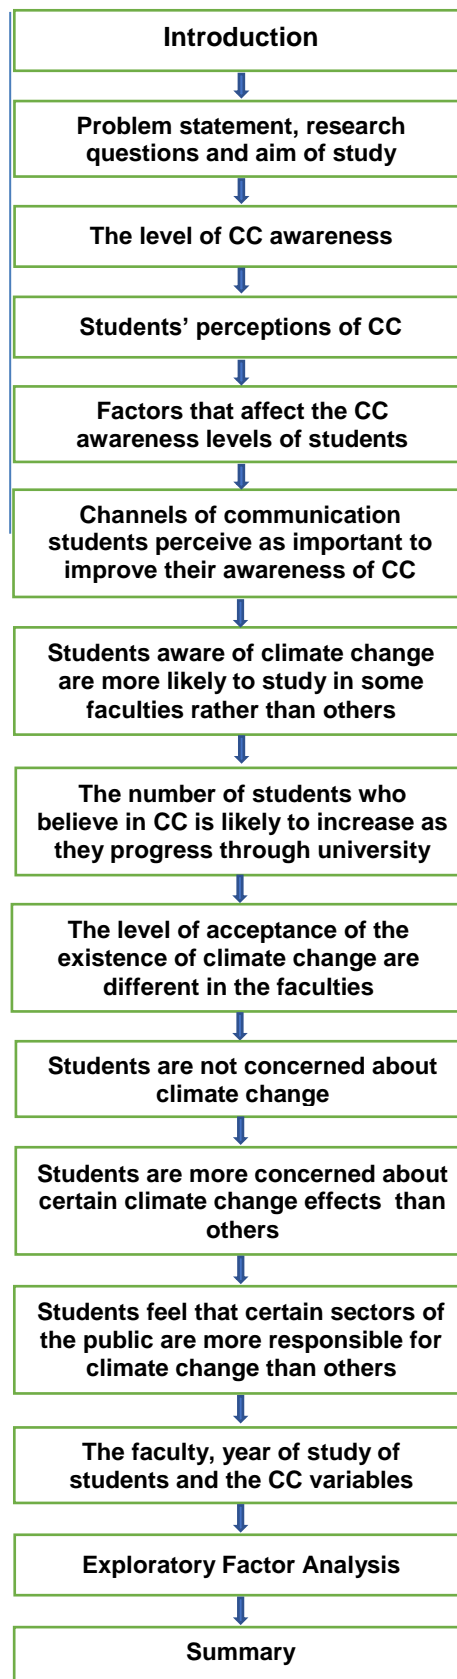 Introduction
Problem statement, research
questions and aim of study
The level of CC awareness
Students’ perceptions of CC
Factors that affect the CC
awareness levels of students
Channels of communication
students perceive as important to
improve their awareness of CC
Students aware of climate change
are more likely to study in some
faculties rather than others
The number of students who
believe in CC is likely to increase as
they progress through university
The level of acceptance of the
existence of climate change are
different in the faculties
Students are not concerned about
climate change
Students are more concerned about
certain climate change effects than
others
Students feel that certain sectors of
the public are more responsible for
climate change than others
The faculty, year of study of
students and the CC variables
Exploratory Factor Analysis
Summary